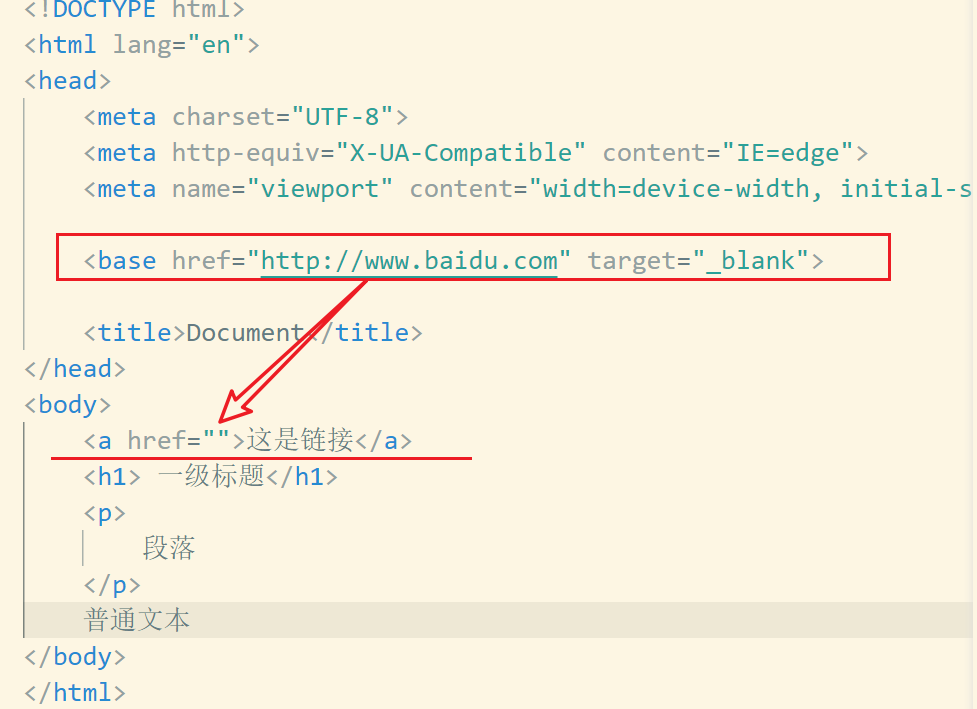 <!DOCTYPE html>
<html lang="en">
<head>
<meta charset="UTF-8">
<meta http-equiv="X-UA-Compatible" content="IE=edge">
<meta name="viewport" content="width=device-width, initial-s
<base href="http://www.baidu.com" target="_blank">
<title>Document</title>
</head>
<body>
<a href="">这是链接</a>
<h1> 一级标题</h1>
<p>
段落
</p>
普通文本
</body>
</html>